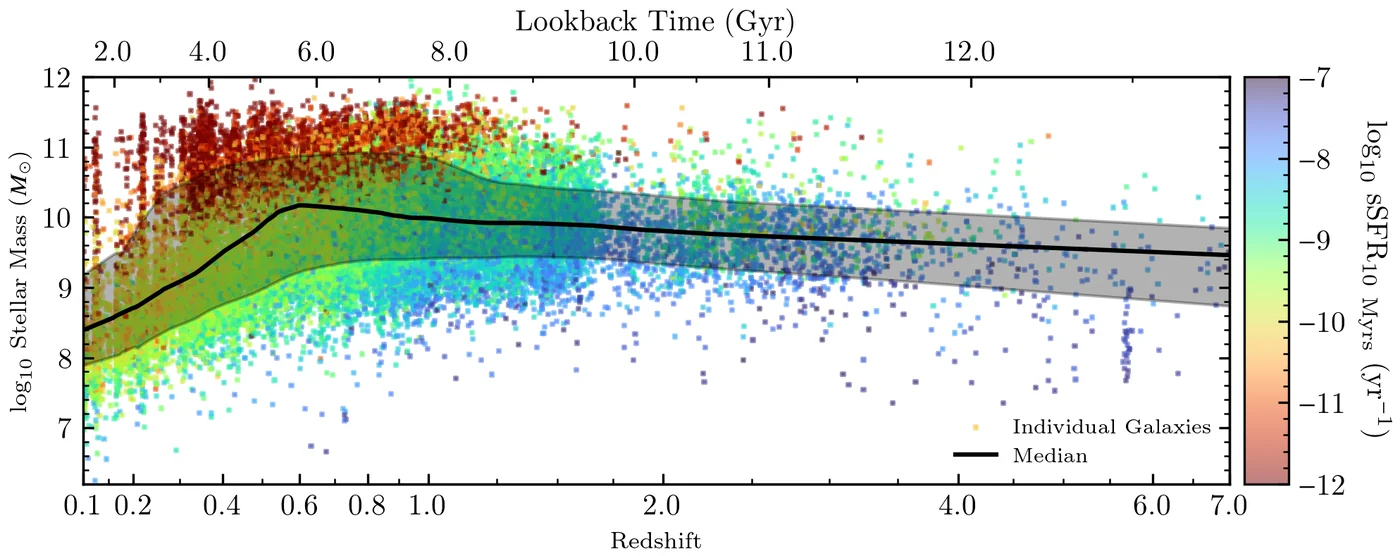 Lookback Time (Gyr)
2.0 4.0 6.0 8.0 10.0 11.0 12.0
12
11
10
9
8
7
log10 Stellar Mass (M⊙)
0.1 0.2 0.4 0.6 0.8 1.0 2.0 4.0 6.0 7.0
Redshift
Individual Galaxies
Median
−7
−8
−9
−10
−11
−12
log10 sSFR10 Myrs (yr−1)